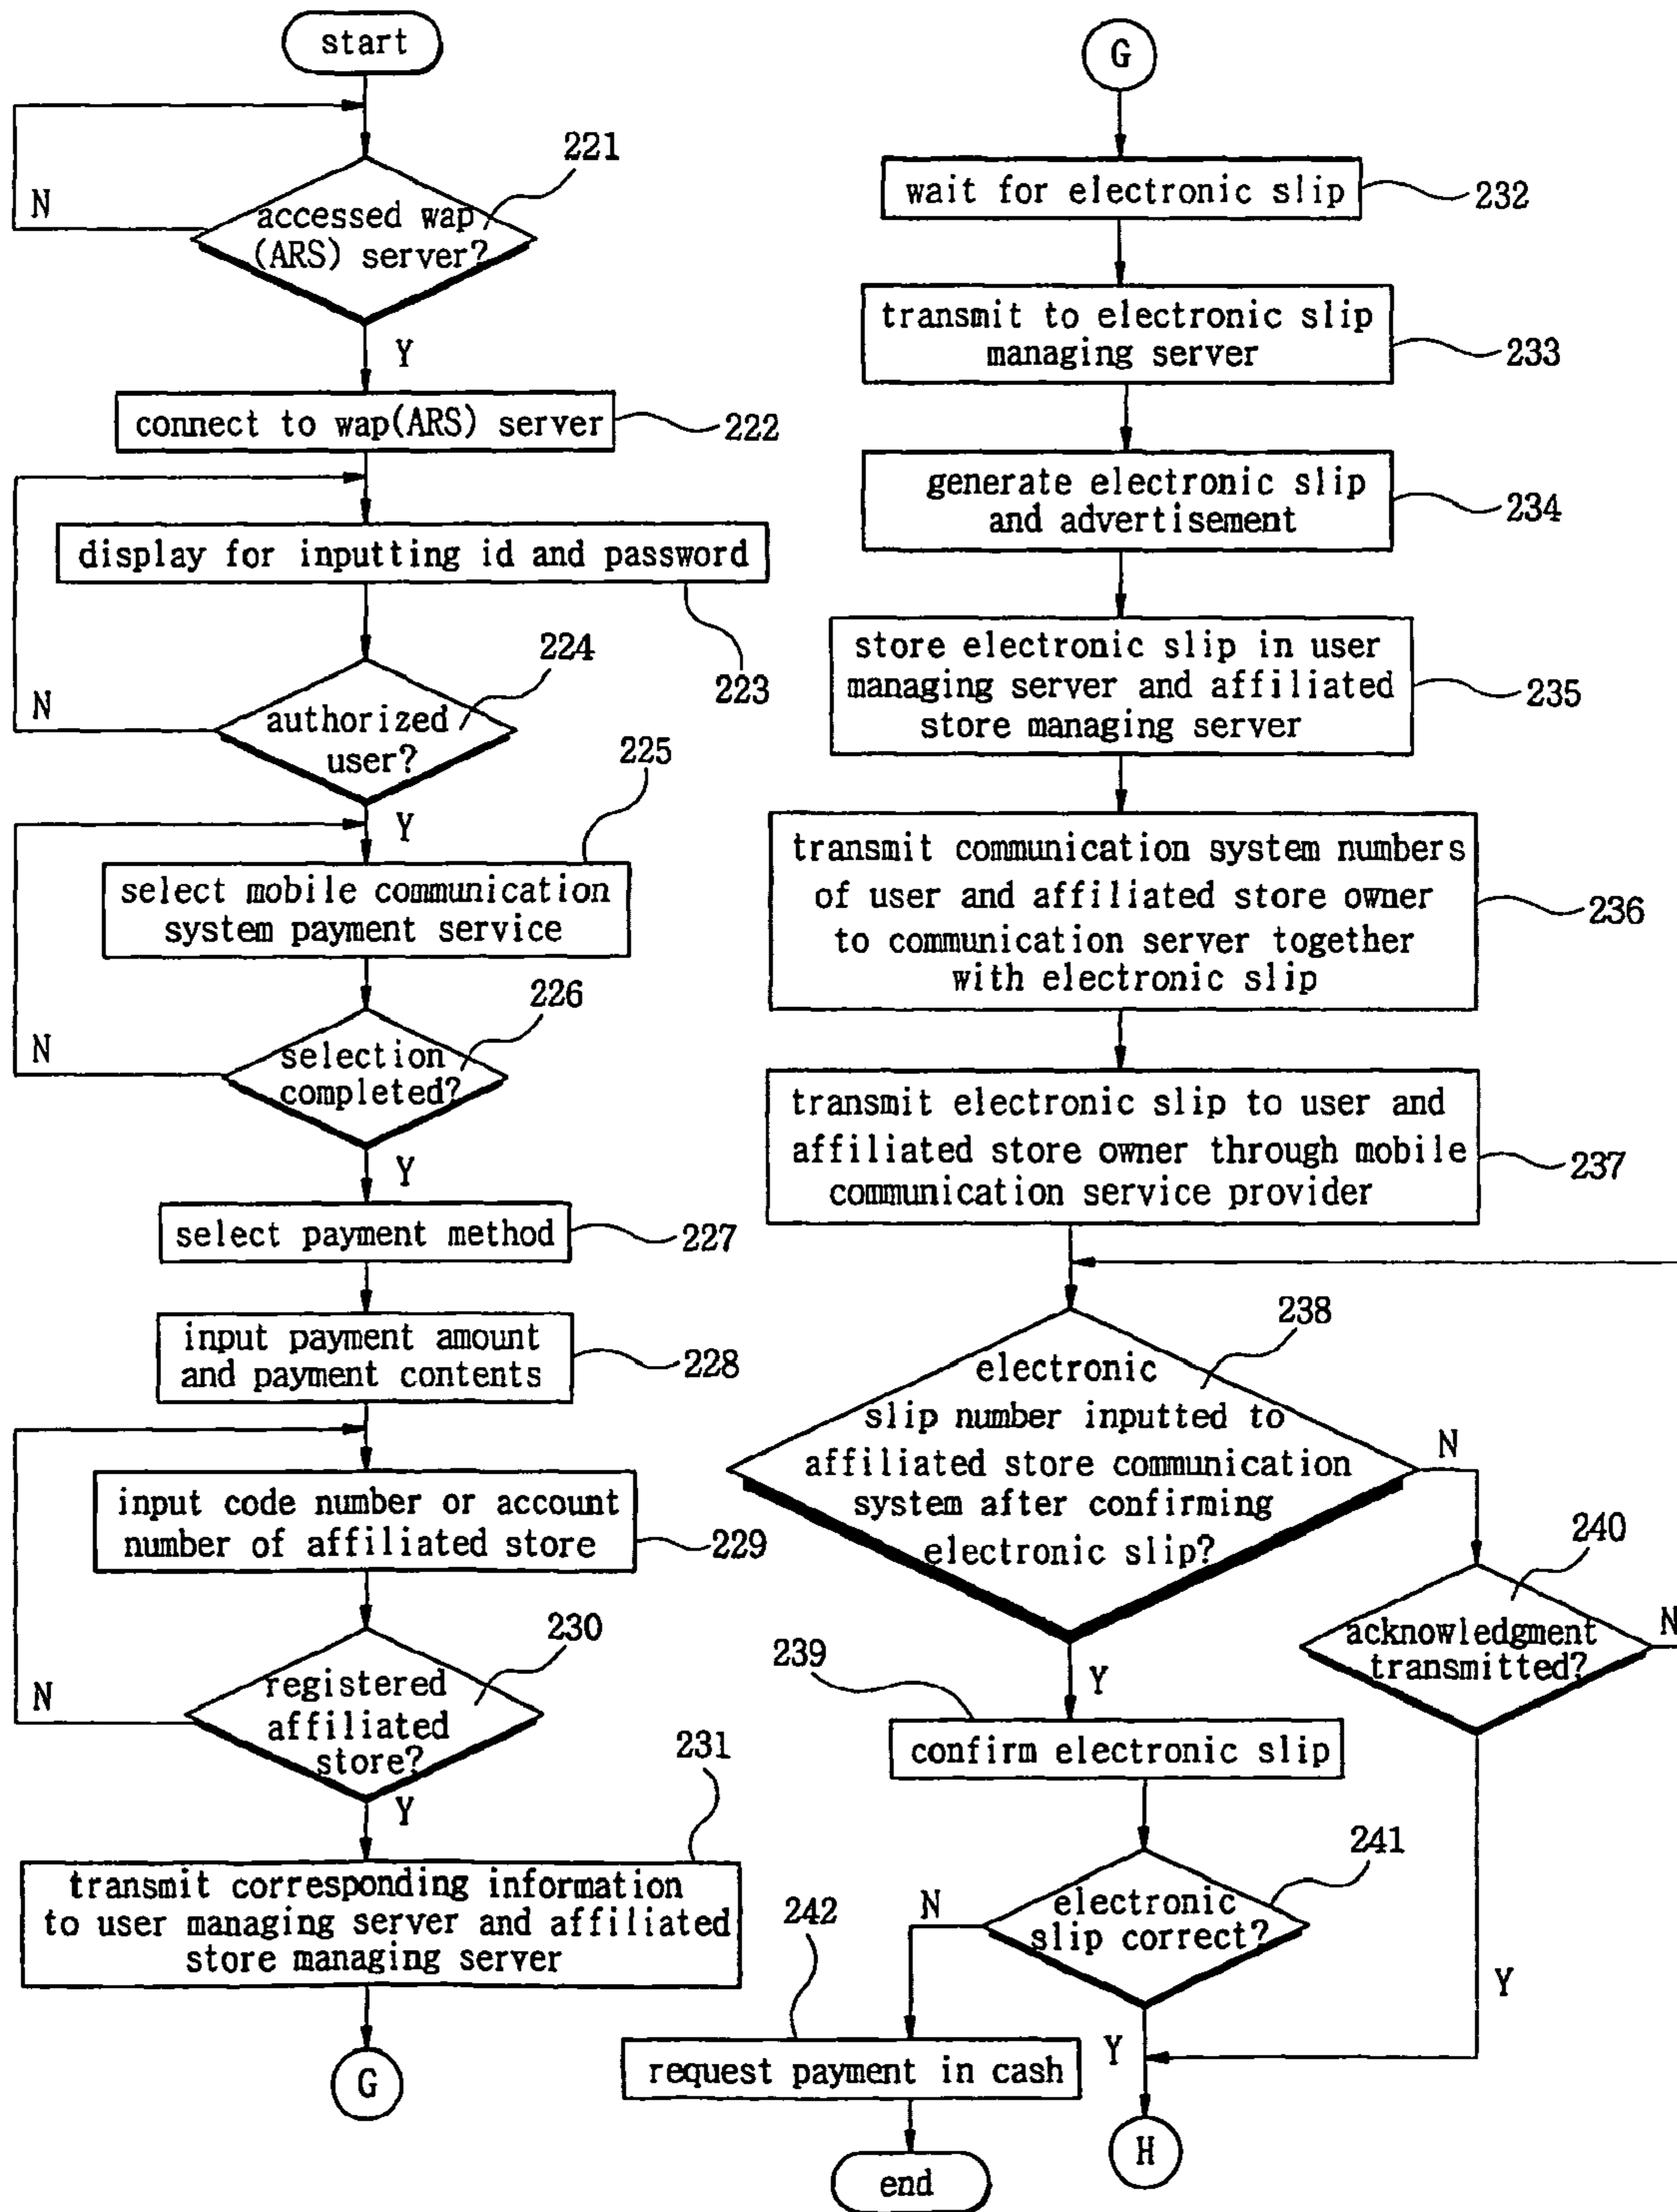 start
N
accessed wap
(ARS) server?
221
Y
connect to wap(ARS) server
222
display for inputting id and password
223
N
authorized
user?
224
Y
225
select mobile communication
system payment service
N
selection
completed?
226
Y
select payment method
227
input payment amount
and payment contents
228
input code number or account
number of affiliated store
229
N
registered
affiliated
store?
230
Y
231
transmit corresponding information
to user managing server and affiliated
store managing server
G
G
wait for electronic slip
232
transmit to electronic slip
managing server
233
generate electronic slip
and advertisement
234
store electronic slip in user
managing server and affiliated
store managing server
235
transmit communication system numbers
of user and affiliated store owner
to communication server together
with electronic slip
236
transmit electronic slip to user and
affiliated store owner through mobile
communication service provider
237
238
electronic
slip number inputted to
affiliated store communication
system after confirming
electronic slip?
N
240
acknowledgment
transmitted?
N
Y
239
Y
confirm electronic slip
241
electronic
slip correct?
N
242
request payment in cash
Y
end
H